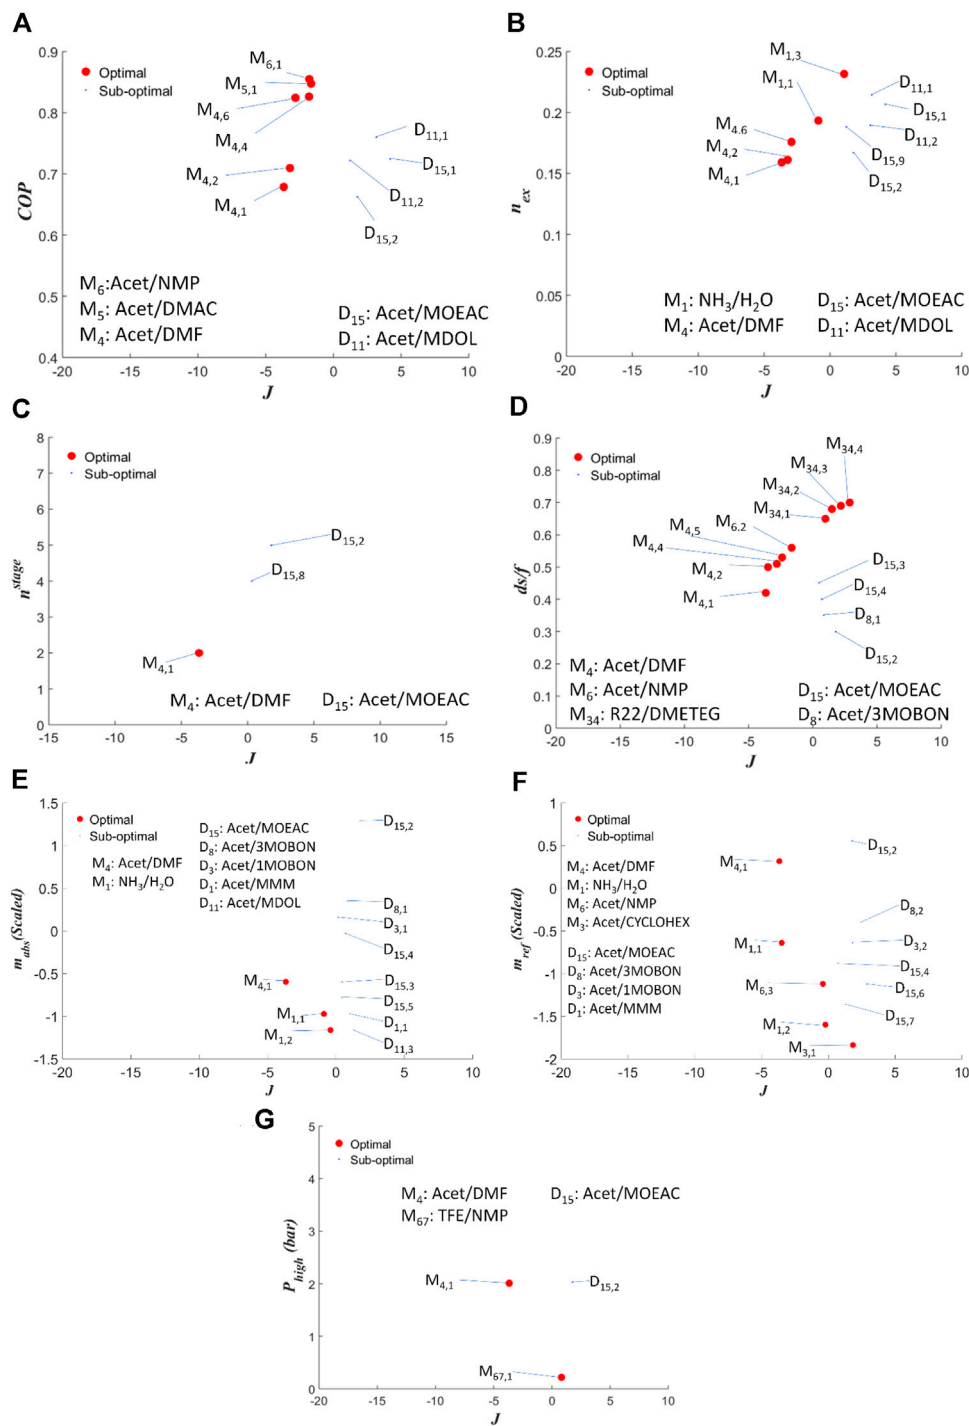 A
COP
0.9
0.8
0.7
0.6
0.5
0.4
Optimal
Sub-optimal
M6,1
M5,1
M4,6
M4,4
M4,2
M4,1
D11,1
D15,1
D11,2
D15,2
M6:Acet/NMP
M5: Acet/DMAC
M4: Acet/DMF
D15: Acet/MOEAC
D11: Acet/MDOL
-20 -15 -10 -5 0 5 10
J
B
nex
0.25
0.2
0.15
0.1
0.05
0
Optimal
Sub-optimal
M1,3
M1,1
M4.6
M4,2
M4,1
D11,1
D15,1
D11,2
D15,9
D15,2
M1: NH3/H2O
M4: Acet/DMF
D15: Acet/MOEAC
D11: Acet/MDOL
-20 -15 -10 -5 0 5 10
J
C
nstage
8
7
6
5
4
3
2
1
0
Optimal
Sub-optimal
D15,2
D15,8
M4,1
M4: Acet/DMF
D15: Acet/MOEAC
-15 -10 -5 0 5 10 15
J
D
ds/f
0.9
0.8
0.7
0.6
0.5
0.4
0.3
0.2
0.1
0
Optimal
Sub-optimal
M34,4
M34,3
M34,2
M34,1
M6.2
M4,5
M4,4
M4,2
M4,1
D15,3
D15,4
D8,1
D15,2
M4: Acet/DMF
M6: Acet/NMP
M34: R22/DMETEG
D15: Acet/MOEAC
D8: Acet/3MOBON
-20 -15 -10 -5 0 5 10
J
E
mabs(Scaled)
1.5
1
0.5
0
-0.5
-1
-1.5
Optimal
Sub-optimal
M4: Acet/DMF
M1: NH3/H2O
D15: Acet/MOEAC
D8: Acet/3MOBON
D3: Acet/1MOBON
D1: Acet/MMM
D11: Acet/MDOL
D15,2
D8,1
D3,1
D15,4
D15,3
D15,5
D1,1
D11,3
M4,1
M1,1
M1,2
-20 -15 -10 -5 0 5 10
J
F
mref (Scaled)
1
0.5
0
-0.5
-1
-1.5
-2
Optimal
Sub-optimal
M4,1
M4: Acet/DMF
M1: NH3/H2O
M6: Acet/NMP
M3: Acet/CYCLOHEX
D15: Acet/MOEAC
D8: Acet/3MOBON
D3: Acet/1MOBON
D1: Acet/MMM
D15,2
D8,2
D3,2
D15,4
D15,6
D15,7
M1,1
M6,3
M1,2
M3,1
-20 -15 -10 -5 0 5 10
J
G
Phigh (bar)
5
4
3
2
1
0
Optimal
Sub-optimal
M4: Acet/DMF
M67: TFE/NMP
D15: Acet/MOEAC
M4,1
D15,2
M67,1
-20 -15 -10 -5 0 5 10
J